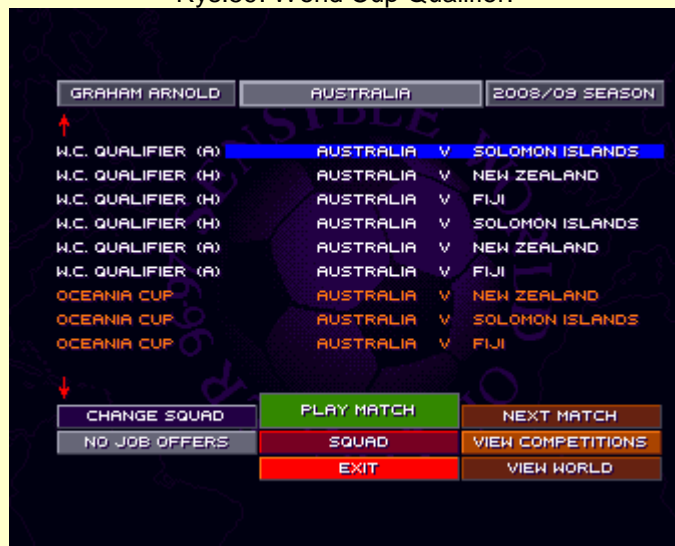 GRAHAM ARNOLD AUSTRALIA 2008/09 SEASON
W.C. QUALIFIER (A) AUSTRALIA V SOLOMON ISLANDS
W.C. QUALIFIER (H) AUSTRALIA V NEW ZEALAND
W.C. QUALIFIER (H) AUSTRALIA V FIJI
W.C. QUALIFIER (H) AUSTRALIA V SOLOMON ISLANDS
W.C. QUALIFIER (A) AUSTRALIA V NEW ZEALAND
W.C. QUALIFIER (A) AUSTRALIA V FIJI
OCEANIA CUP AUSTRALIA V NEW ZEALAND
OCEANIA CUP AUSTRALIA V SOLOMON ISLANDS
OCEANIA CUP AUSTRALIA V FIJI
CHANGE SQUAD PLAY MATCH NEXT MATCH
NO JOB OFFERS SQUAD VIEW COMPETITIONS
EXIT VIEW WORLD